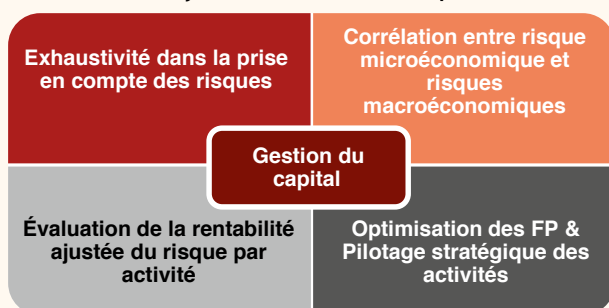 Exhaustivité dans la prise
en compte des risques
Corrélation entre risque
microéconomique et
risques
macroéconomiques
Gestion du
capital
Évaluation de la rentabilité
ajustée du risque par
activité
Optimisation des FP &
Pilotage stratégique des
activités